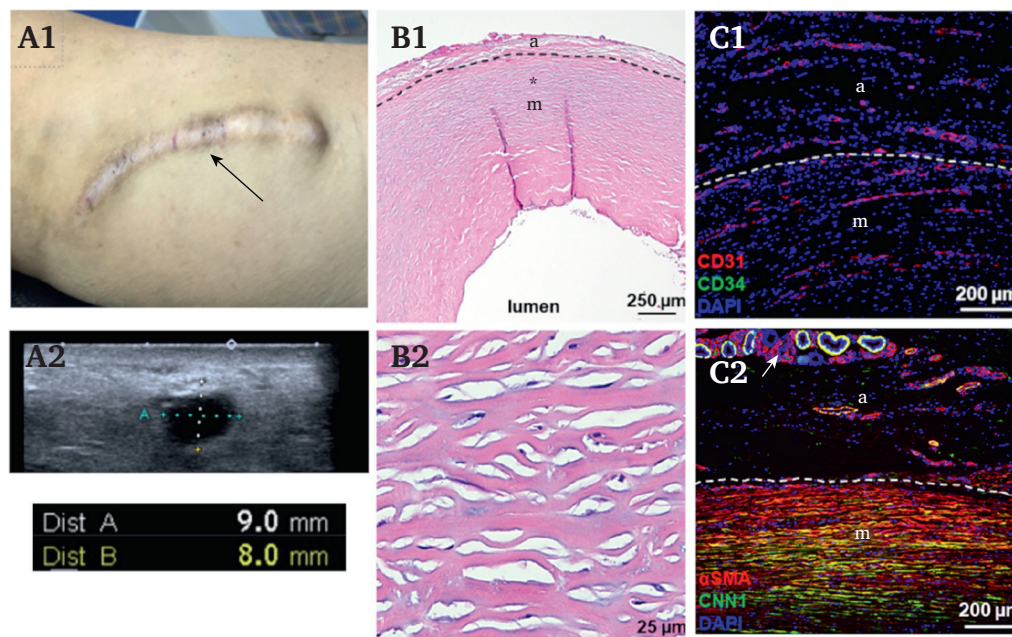 A1
B1
a
*
m
lumen
250 µm
C1
a
m
CD31
CD34
DAPI
200 µm
A2
A
Dist A 9.0 mm
Dist B 8.0 mm
B2
25 µm
C2
a
m
αSMA
CNN1
DAPI
200 µm